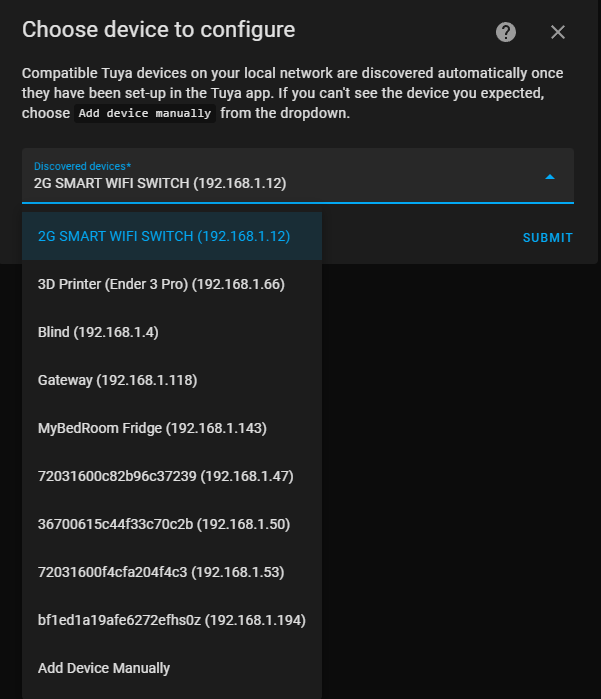 Choose device to configure
Compatible Tuya devices on your local network are discovered automatically once
they have been set-up in the Tuya app. If you can't see the device you expected,
choose Add device manually from the dropdown.
Discovered devices*
2G SMART WIFI SWITCH (192.168.1.12)
2G SMART WIFI SWITCH (192.168.1.12)
SUBMIT
3D Printer (Ender 3 Pro) (192.168.1.66)
Blind (192.168.1.4)
Gateway (192.168.1.118)
MyBedRoom Fridge (192.168.1.143)
72031600c82b96c37239 (192.168.1.47)
36700615c44f33c70c2b (192.168.1.50)
72031600f4cfa204f4c3 (192.168.1.53)
bf1ed1a19afe6272efhs0z (192.168.1.194)
Add Device Manually